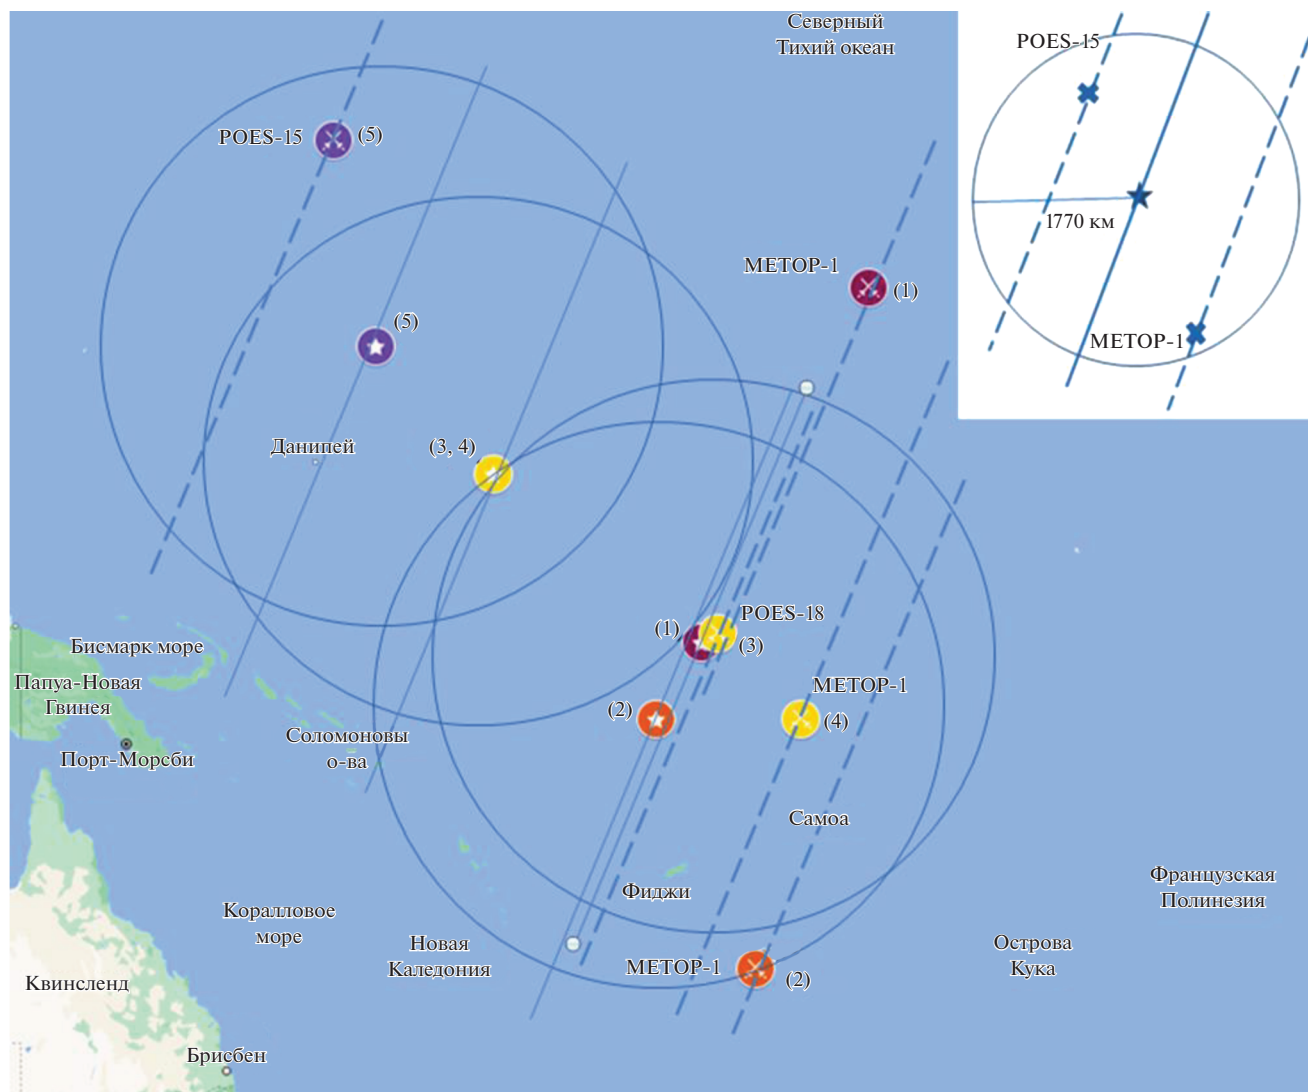 Северный
Тихий океан
POES-15
POES-15
(5)
1770 км
METOP-1
(1)
(5)
METOP-1
Данипей
(3, 4)
POES-18
(1)
(3)
Бисмарк море
Папуа-Новая
Гвинея
METOP-1
(2)
(4)
Соломоновы
о-ва
Порт-Морсби
Самоа
Фиджи
Французская
Полинезия
Коралловое
море
Новая
Каледония
Острова
Кука
METOP-1
(2)
Квинсленд
Брисбен